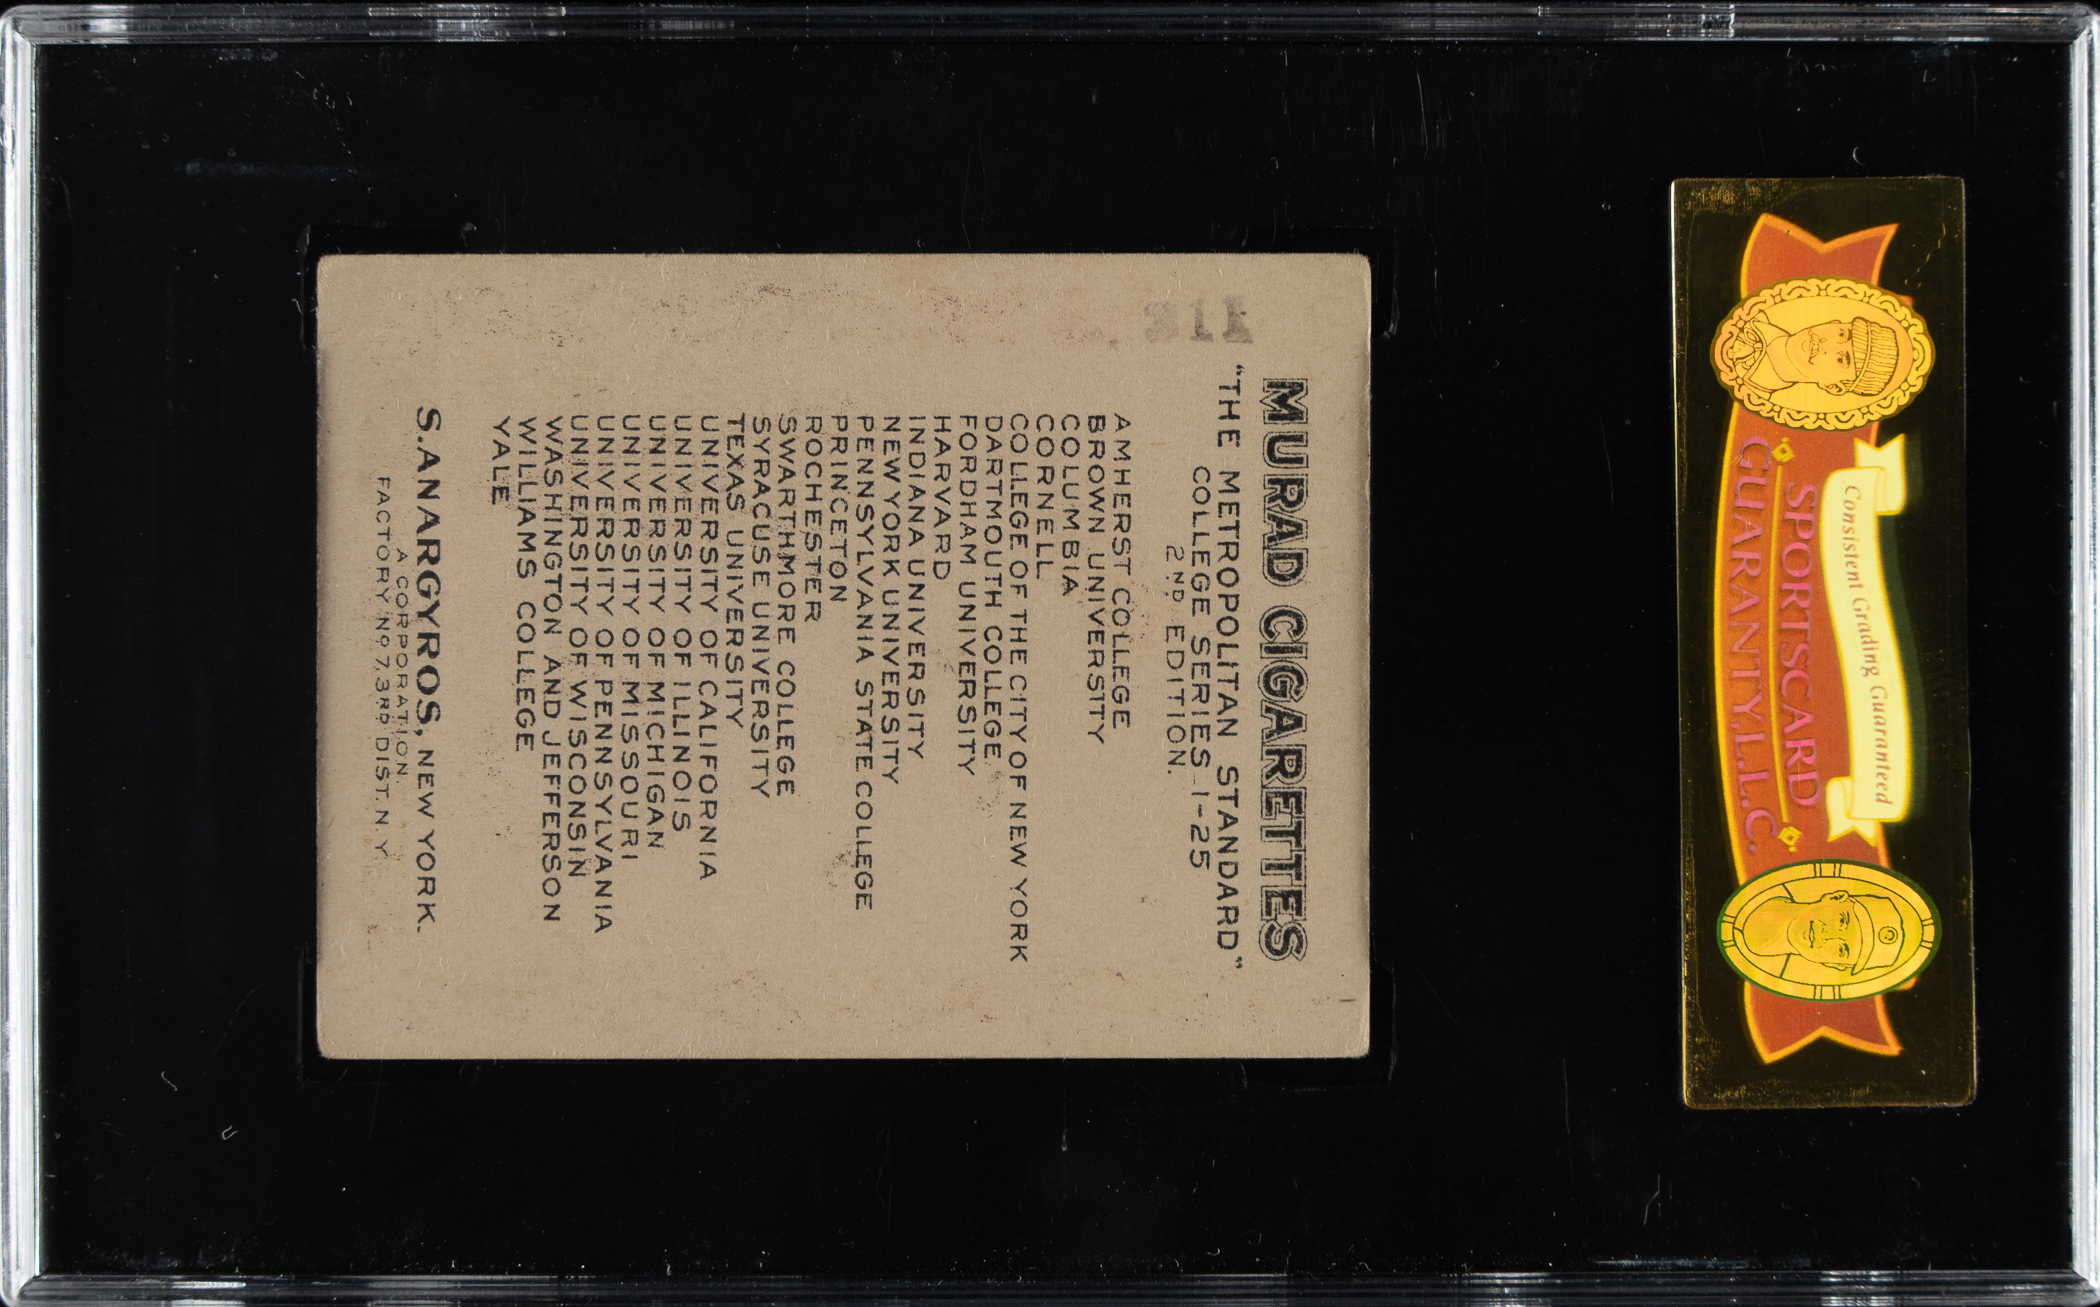 MURAD CIGARETTES
"THE METROPOLITAN STANDARD"
COLLEGE SERIES 1-25
2ND EDITION.
AMHERST COLLEGE
BROWN UNIVERSITY
COLUMBIA
CORNELL
COLLEGE OF THE CITY OF NEW YORK
DARTMOUTH COLLEGE
FORDHAM UNIVERSITY
HARVARD
INDIANA UNIVERSITY
NEW YORK UNIVERSITY
PENNSYLVANIA STATE COLLEGE
PRINCETON
ROCHESTER
SWARTHMORE COLLEGE
SYRACUSE UNIVERSITY
TEXAS UNIVERSITY
UNIVERSITY OF CALIFORNIA
UNIVERSITY OF ILLINOIS
UNIVERSITY OF MICHIGAN
UNIVERSITY OF MISSOURI
UNIVERSITY OF PENNSYLVANIA
UNIVERSITY OF WISCONSIN
WASHINGTON AND JEFFERSON
WILLIAMS COLLEGE
YALE
S. ANARGYROS, NEW YORK.
A CORPORATION.
FACTORY NO 7, 3RD DIST. N. Y.
Consistent Grading Guaranteed
SPORTSCARD
GUARANTY, L.L.C.